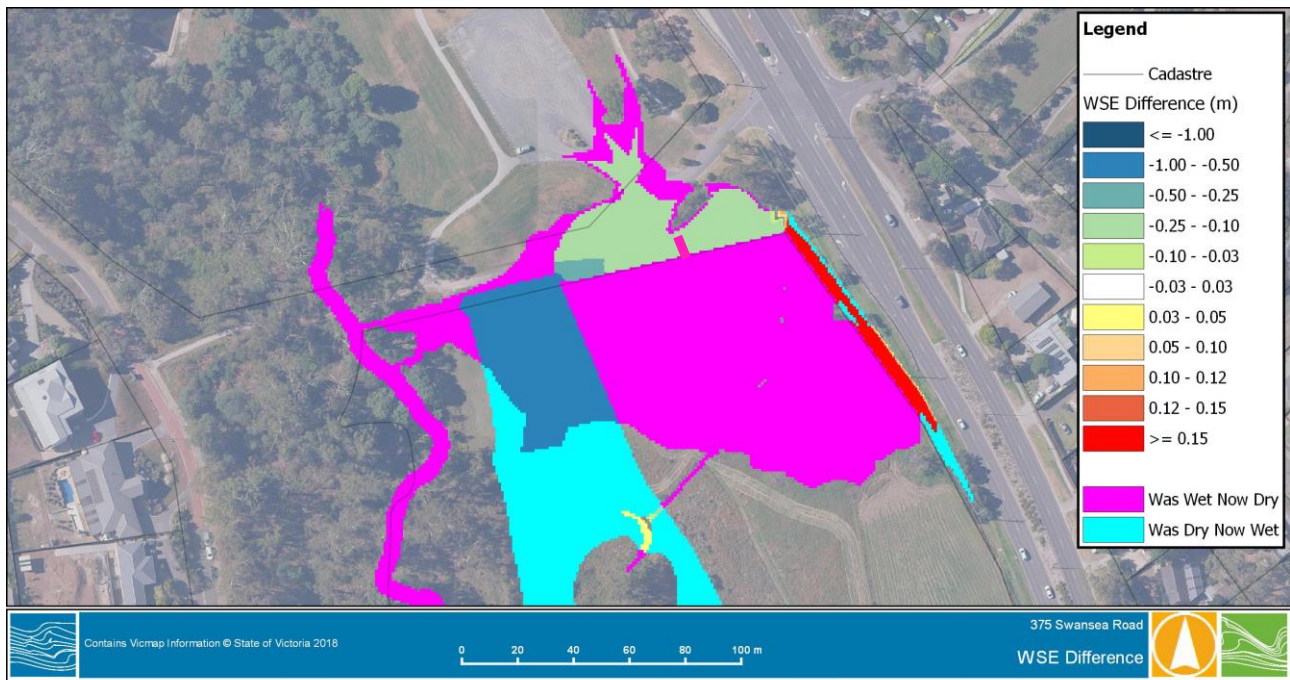 Legend
Cadastre
WSE Difference (m)
<= -1.00
-1.00 - -0.50
-0.50 - -0.25
-0.25 - -0.10
-0.10 - -0.03
-0.03 - 0.03
0.03 - 0.05
0.05 - 0.10
0.10 - 0.12
0.12 - 0.15
>= 0.15
Was Wet Now Dry
Was Dry Now Wet
Contains Vicmap Information © State of Victoria 2018
0 20 40 60 80 100 m
375 Swansea Road
WSE Difference